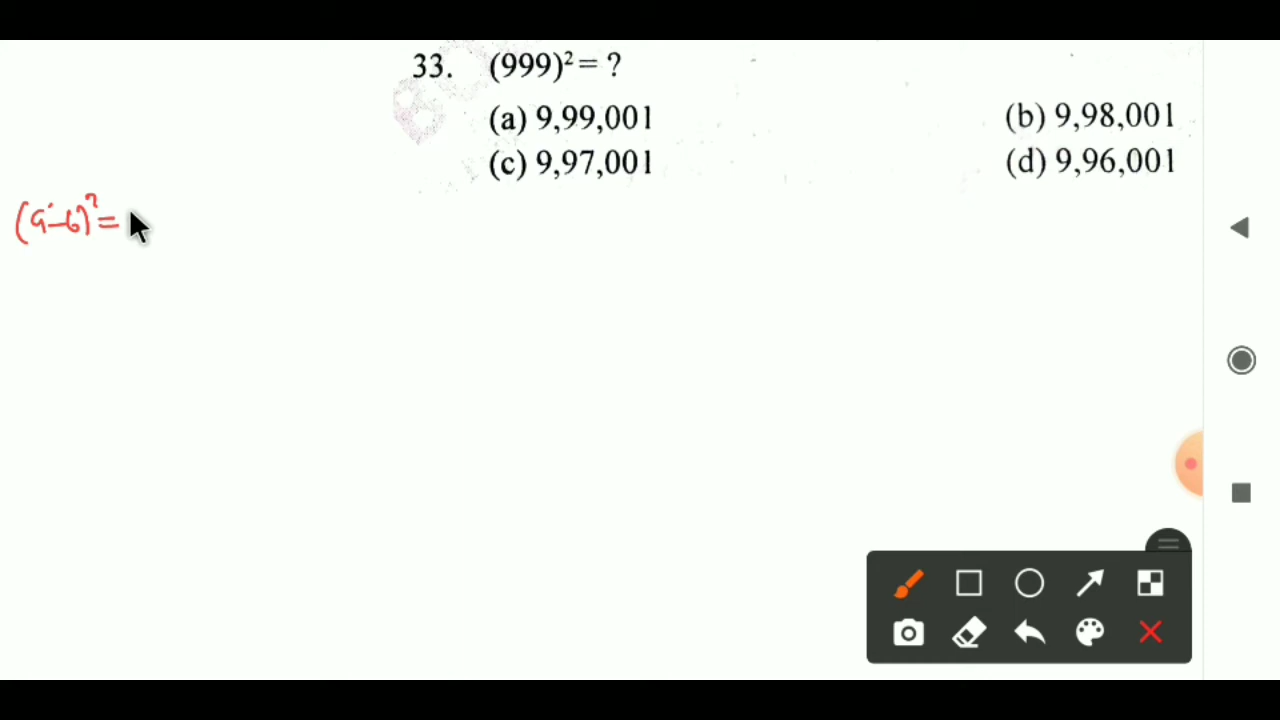 33. (999)² = ?
(a) 9,99,001 (b) 9,98,001
(c) 9,97,001 (d) 9,96,001
(a-b)² =